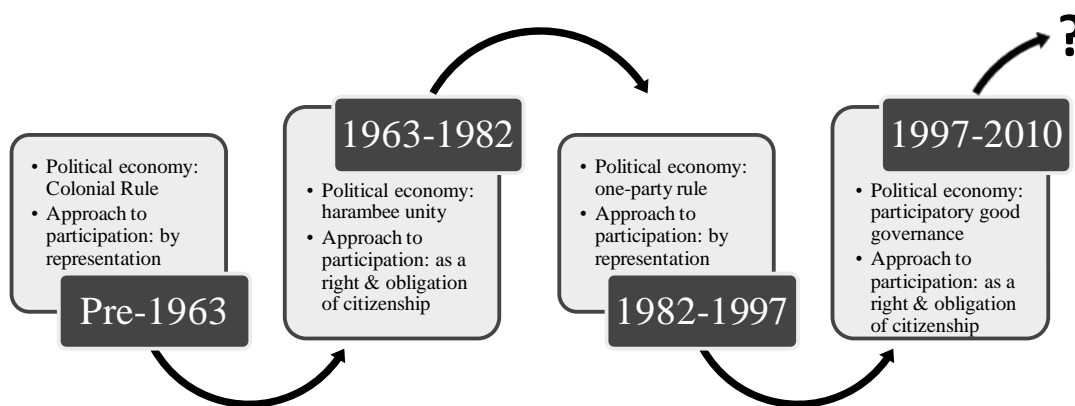 • Political economy:
Colonial Rule
• Approach to
participation: by
representation
Pre-1963
1963-1982
• Political economy:
harambee unity
• Approach to
participation: as a
right & obligation
of citizenship
• Political economy:
one-party rule
• Approach to
participation: by
representation
1982-1997
1997-2010
• Political economy:
participatory good
governance
• Approach to
participation: as a
right & obligation
of citizenship
?